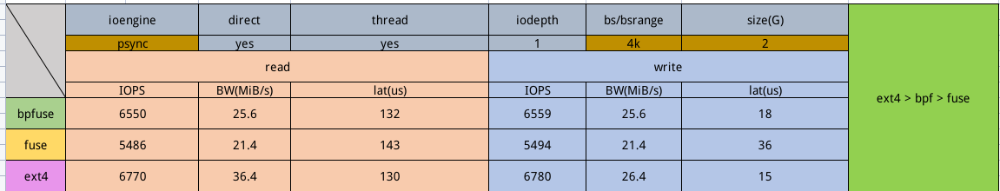 ioengine direct thread iodepth bs/bsrange size(G)
psync yes yes 1 4k 2
read write
IOPS BW(MiB/s) lat(us) IOPS BW(MiB/s) lat(us)
ext4 > bpf > fuse
bpfuse 6550 25.6 132 6559 25.6 18
fuse 5486 21.4 143 5494 21.4 36
ext4 6770 36.4 130 6780 26.4 15